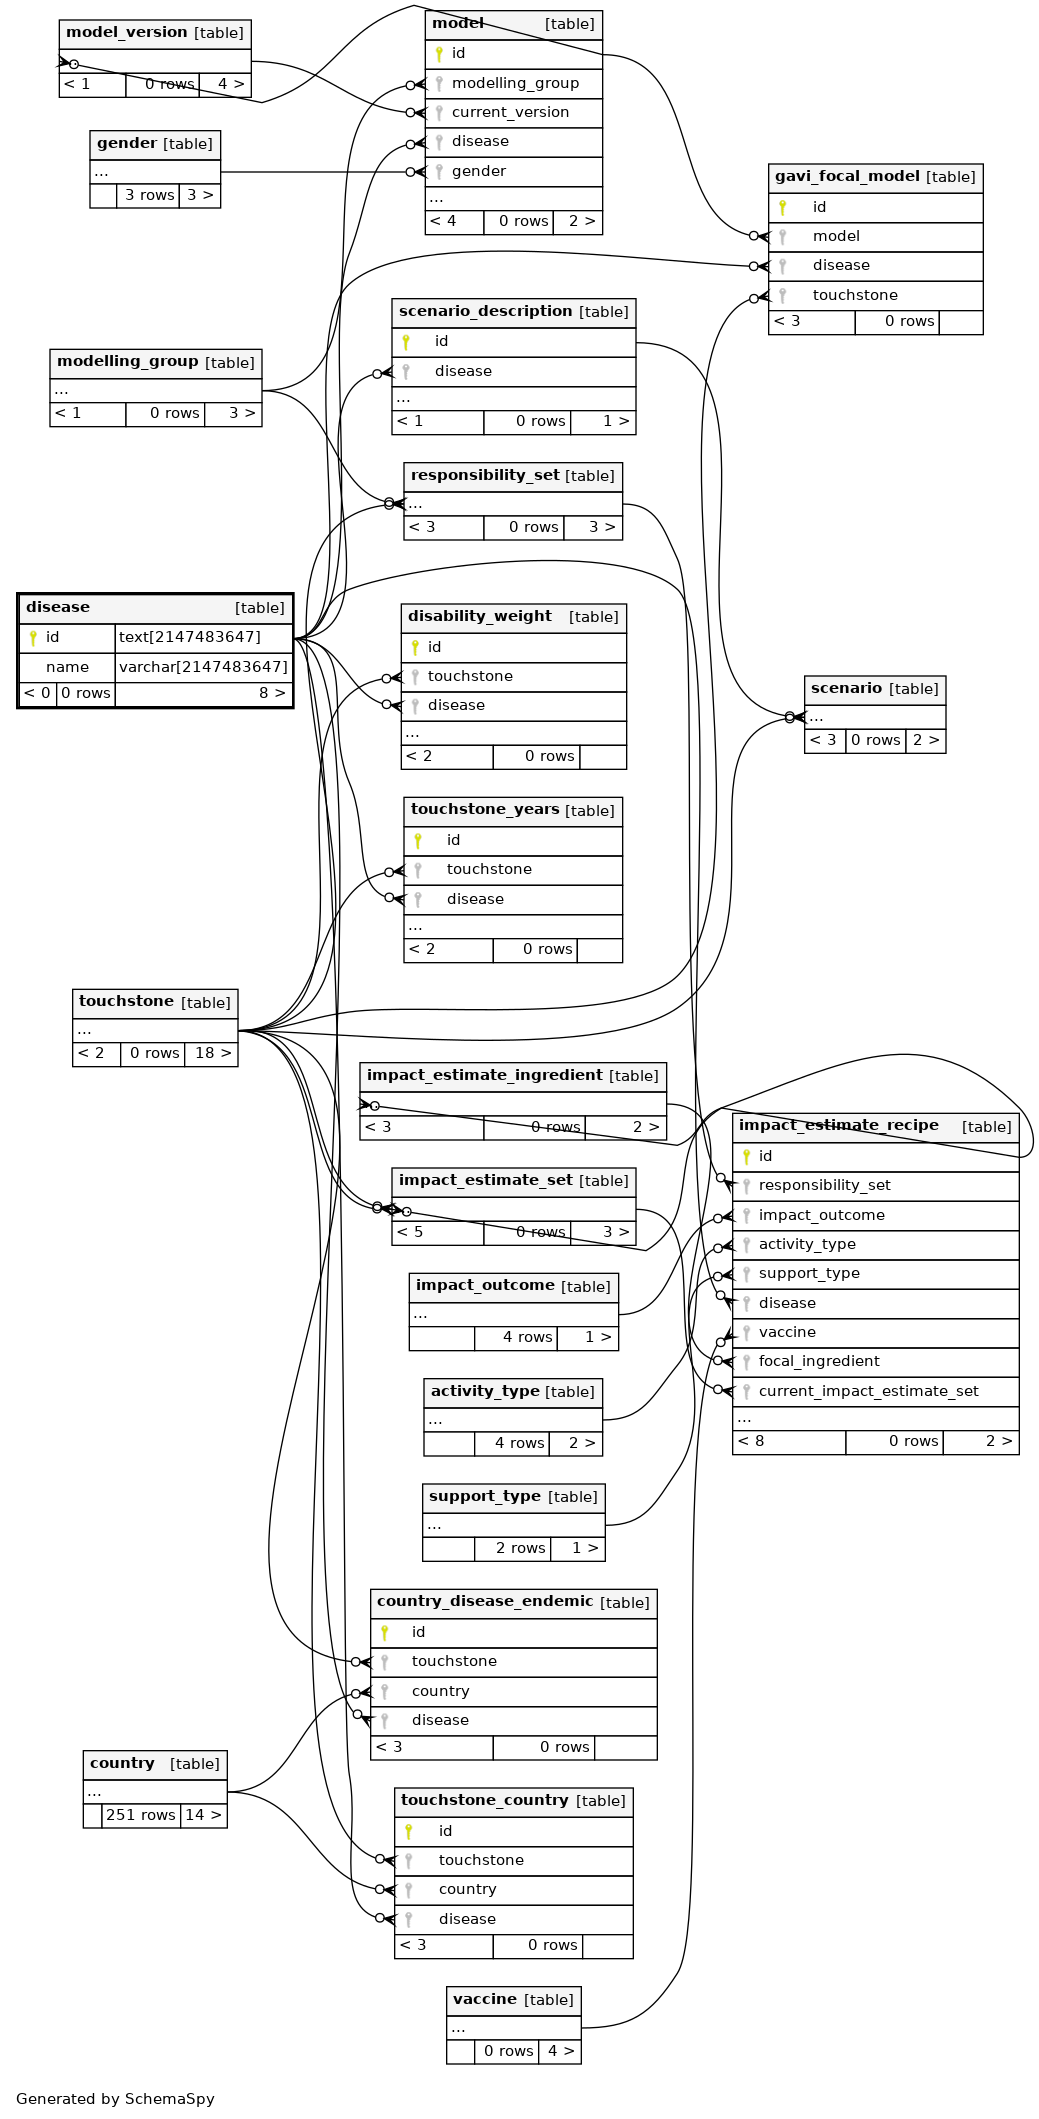 model_version [table]
< 1 0 rows 4 >
model [table]
id
modelling_group
current_version
disease
gender
...
< 4 0 rows 2 >
gender [table]
...
3 rows 3 >
gavi_focal_model [table]
id
model
disease
touchstone
< 3 0 rows
scenario_description [table]
id
disease
...
< 1 0 rows 1 >
modelling_group [table]
...
< 1 0 rows 3 >
responsibility_set [table]
...
< 3 0 rows 3 >
disease [table]
id text[2147483647]
name varchar[2147483647]
< 0 0 rows 8 >
disability_weight [table]
id
touchstone
disease
...
< 2 0 rows
scenario [table]
...
< 3 0 rows 2 >
touchstone_years [table]
id
touchstone
disease
...
< 2 0 rows
touchstone [table]
...
< 2 0 rows 18 >
impact_estimate_ingredient [table]
< 3 0 rows 2 >
impact_estimate_recipe [table]
id
responsibility_set
impact_outcome
activity_type
support_type
disease
vaccine
focal_ingredient
current_impact_estimate_set
...
< 8 0 rows 2 >
impact_estimate_set [table]
< 5 0 rows 3 >
impact_outcome [table]
...
4 rows 1 >
activity_type [table]
...
4 rows 2 >
support_type [table]
...
2 rows 1 >
country_disease_endemic [table]
id
touchstone
country
disease
< 3 0 rows
country [table]
...
251 rows 14 >
touchstone_country [table]
id
touchstone
country
disease
< 3 0 rows
vaccine [table]
...
0 rows 4 >
Generated by SchemaSpy